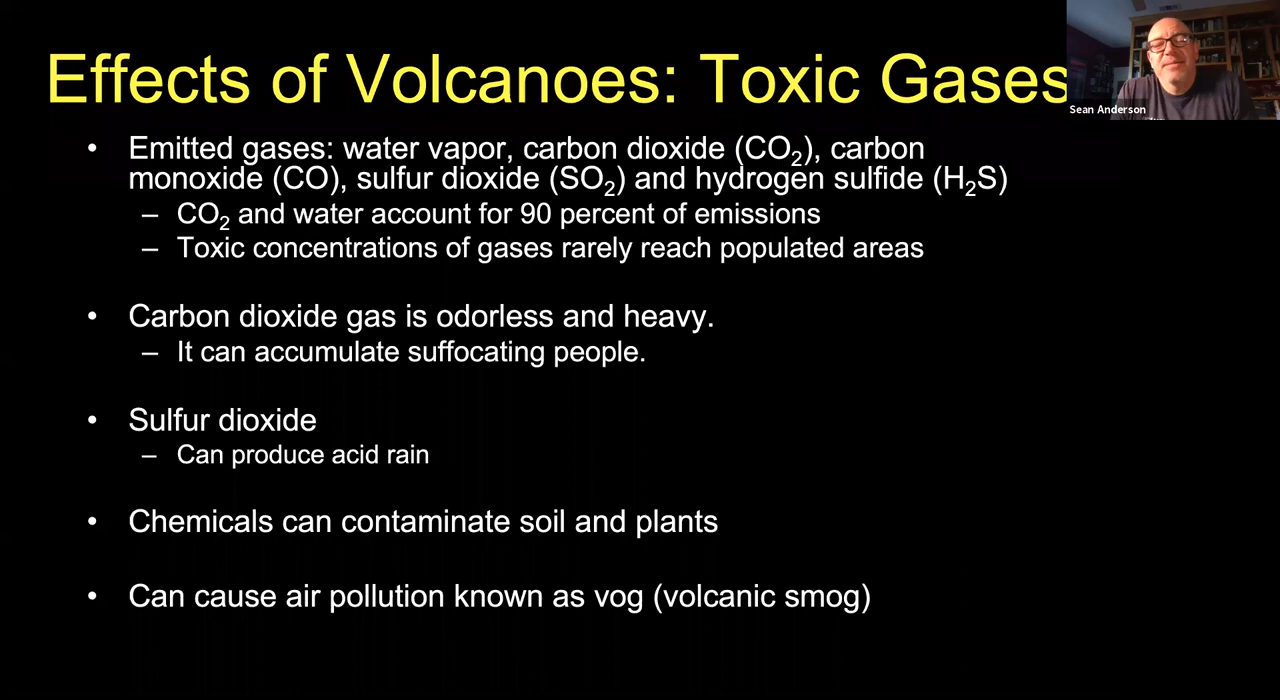 Effects of Volcanoes: Toxic Gases
Sean Anderson
• Emitted gases: water vapor, carbon dioxide (CO₂), carbon
monoxide (CO), sulfur dioxide (SO₂) and hydrogen sulfide (H₂S)
– CO₂ and water account for 90 percent of emissions
– Toxic concentrations of gases rarely reach populated areas
• Carbon dioxide gas is odorless and heavy.
– It can accumulate suffocating people.
• Sulfur dioxide
– Can produce acid rain
• Chemicals can contaminate soil and plants
• Can cause air pollution known as vog (volcanic smog)